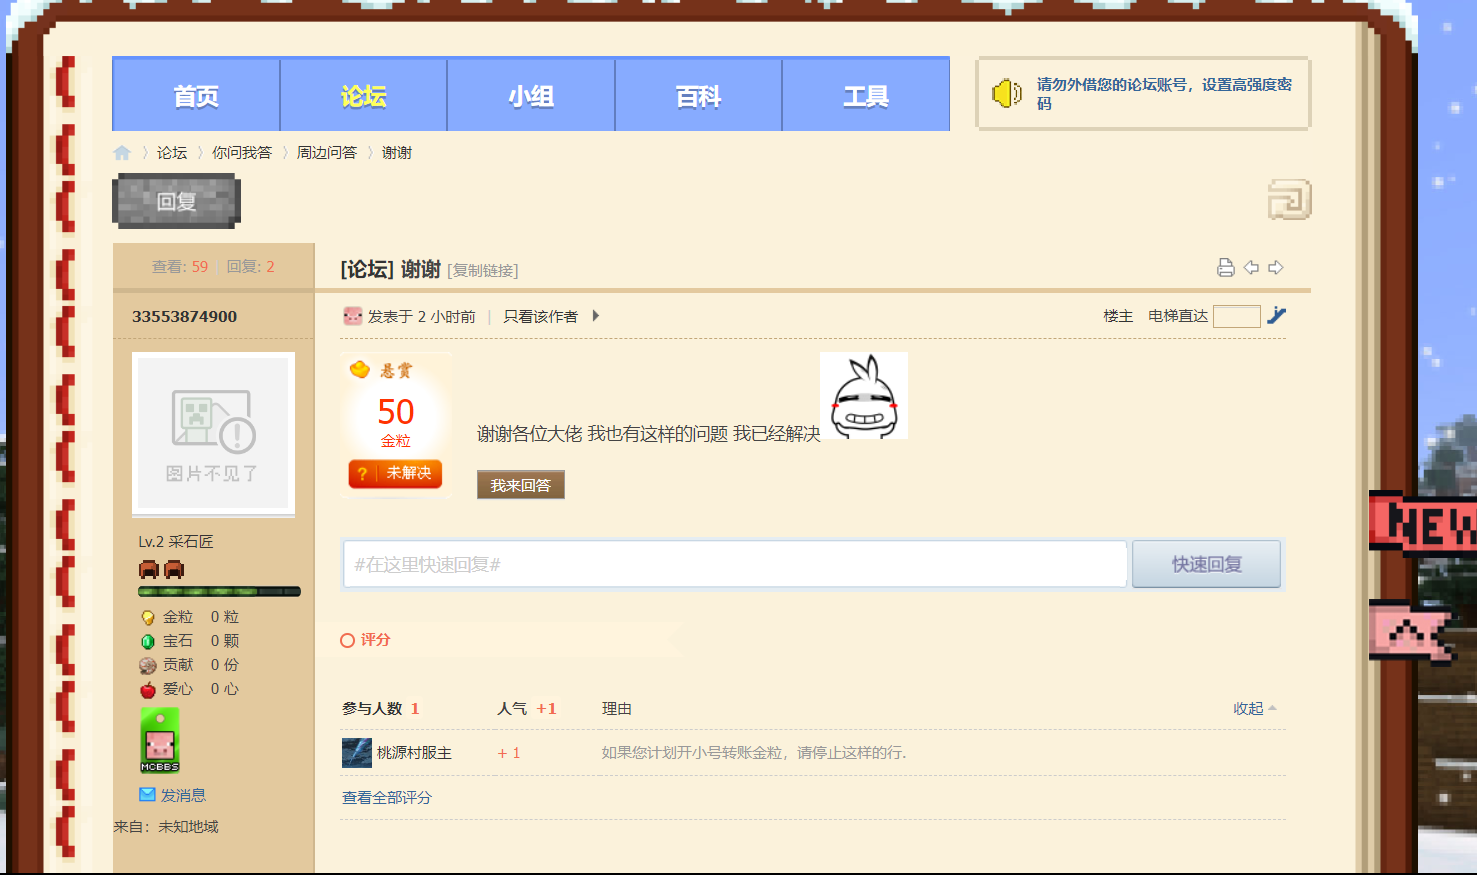 首页
论坛
小组
百科
工具
请勿外借您的论坛账号，设置高强度密
码
论坛 〉你问我答 〉周边问答 〉谢谢
回复
查看: 59 | 回复: 2
[论坛] 谢谢 [复制链接]
33553874900
发表于 2 小时前 | 只看该作者
楼主 电梯直达
图片不见了
悬赏
50
金粒
? 未解决
谢谢各位大佬 我也有这样的问题 我已经解决
我来回答
Lv.2 采石匠
#在这里快速回复#
快速回复
金粒 0 粒
宝石 0 颗
贡献 0 份
爱心 0 心
MCBBS
发消息
来自：未知地域
评分
参与人数 1 人气 +1 理由 收起
桃源村服主 + 1 如果您计划开小号转账金粒，请停止这样的行.
查看全部评分
NEW